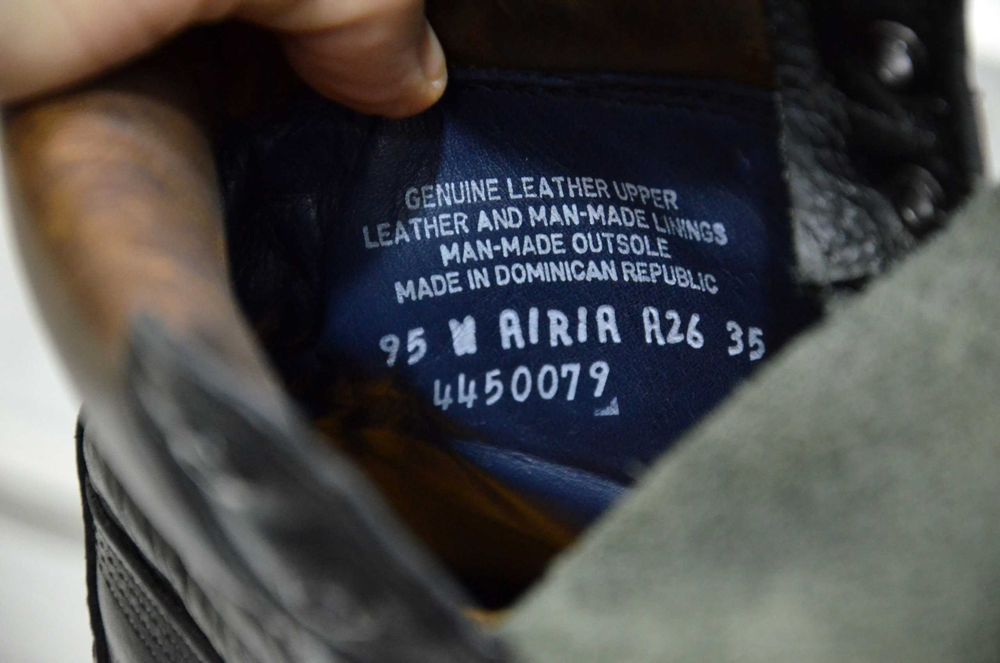 GENUINE LEATHER UPPER
LEATHER AND MAN-MADE LININGS
MAN-MADE OUTSOLE
MADE IN DOMINICAN REPUBLIC
95 AIRIA A26 35
4450079